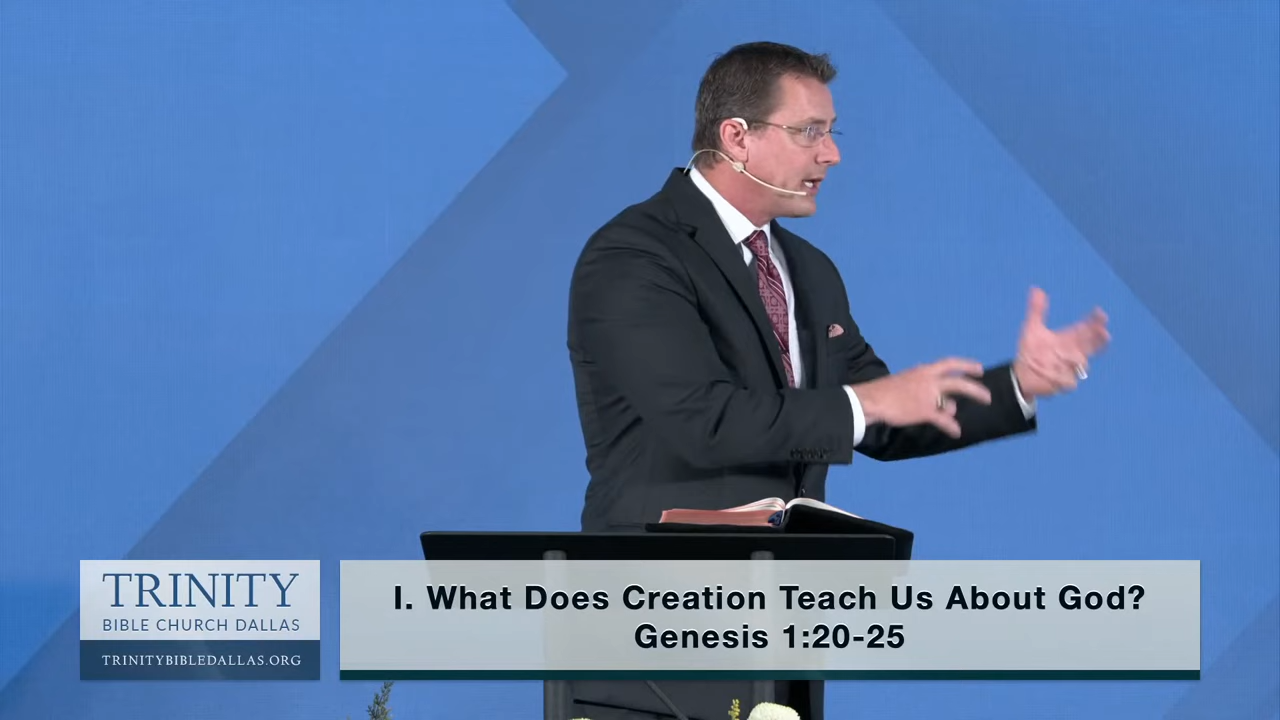 TRINITY
BIBLE CHURCH DALLAS
TRINITYBIBLEDALLAS.ORG
I. What Does Creation Teach Us About God?
Genesis 1:20-25